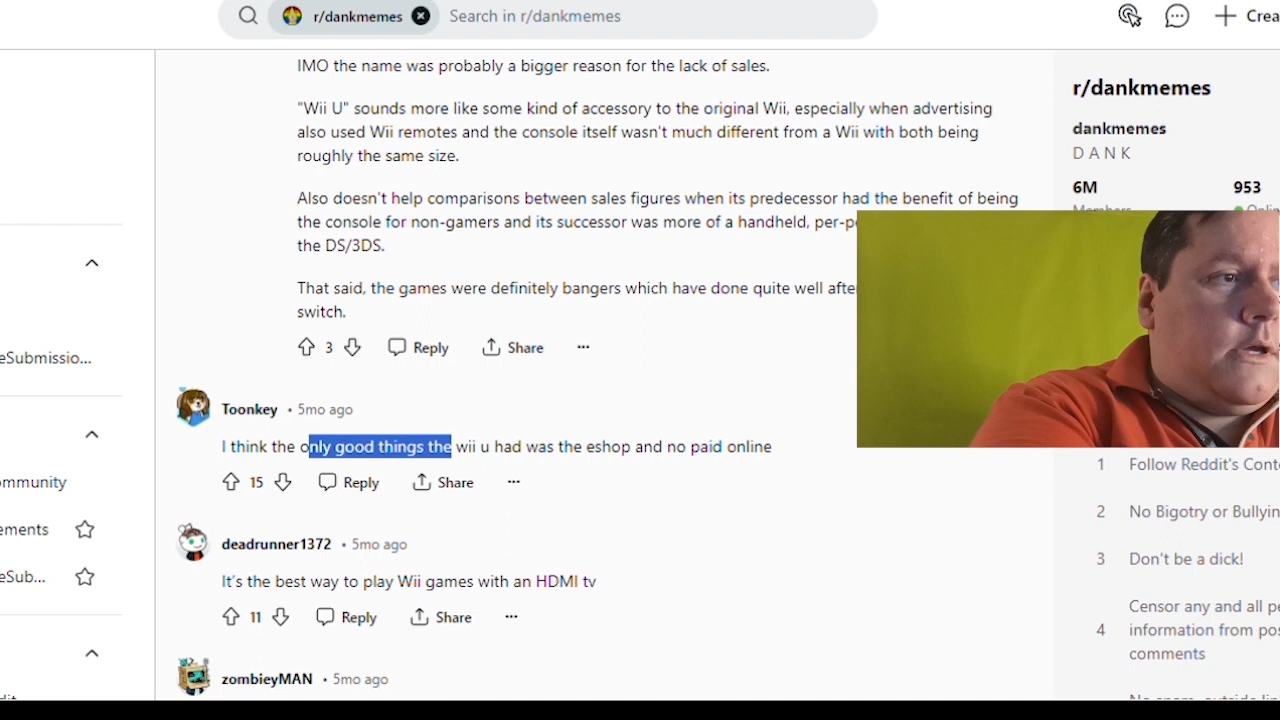 r/dankmemes
Search in r/dankmemes
Crea
IMO the name was probably a bigger reason for the lack of sales.
"Wii U" sounds more like some kind of accessory to the original Wii, especially when advertising
also used Wii remotes and the console itself wasn't much different from a Wii with both being
roughly the same size.
Also doesn't help comparisons between sales figures when its predecessor had the benefit of being
the console for non-gamers and its successor was more of a handheld, per-p
the DS/3DS.
That said, the games were definitely bangers which have done quite well afte
switch.
3 Reply Share
Toonkey • 5mo ago
I think the only good things the wii u had was the eshop and no paid online
15 Reply Share
deadrunner1372 • 5mo ago
It's the best way to play Wii games with an HDMI tv
11 Reply Share
zombieyMAN • 5mo ago
eSubmissio...
ommunity
ements
eSub...
r/dankmemes
dankmemes
D A N K
6M 953
Members Onlin
1 Follow Reddit's Cont
2 No Bigotry or Bullyin
3 Don't be a dick!
Censor any and all pe
4 information from pos
comments